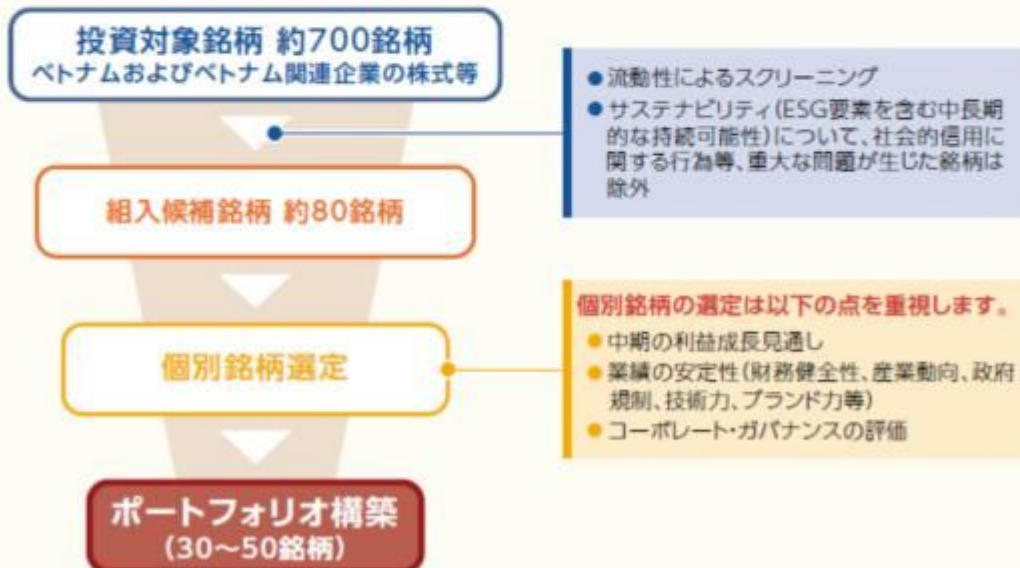 投資対象銘柄 約700銘柄
ベトナムおよびベトナム関連企業の株式等
●流動性によるスクリーニング
●サステナビリティ(ESG要素を含む中長期
的な持続可能性)について、社会的信用に
関する行為等、重大な問題が生じた銘柄は
除外
組入候補銘柄 約80銘柄
個別銘柄選定
個別銘柄の選定は以下の点を重視します。
●中期の利益成長見通し
●業績の安定性(財務健全性、産業動向、政府
規制、技術力、ブランド力等)
●コーポレート・ガバナンスの評価
ポートフォリオ構築
(30～50銘柄)